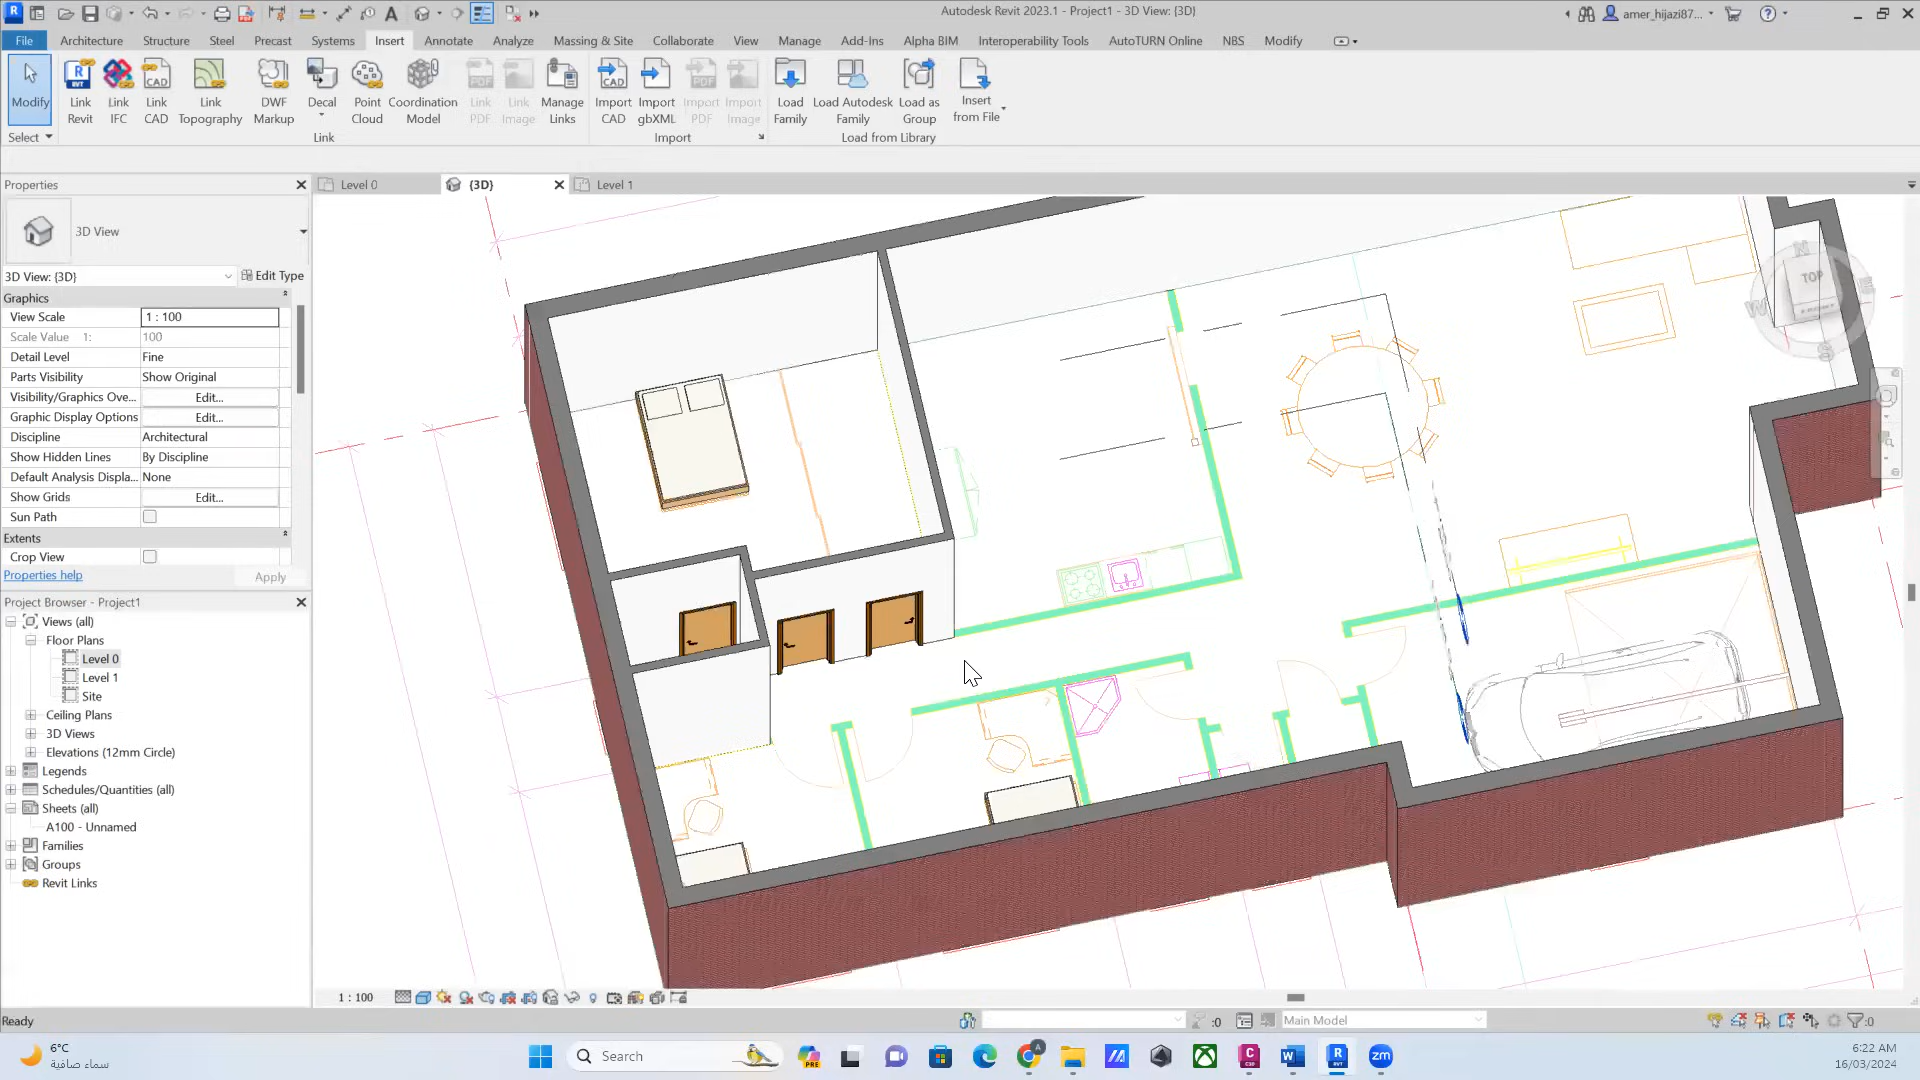 Autodesk Revit 2023.1 - Project1 - 3D View: {3D}
amer_hijazi87...
File Architecture Structure Steel Precast Systems Insert Annotate Analyze Massing & Site Collaborate View Manage Add-Ins Alpha BIM Interoperability Tools AutoTURN Online NBS Modify
Modify
Link Revit
Link IFC
Link CAD
Link Topography
DWF Markup
Decal
Point Cloud
Coordination Model
Link PDF
Link Image
Manage Links
Import CAD
Import gbXML
Import PDF
Import Image
Load Family
Load Autodesk Family
Load as Group
Insert from File
Select
Link
Import
Load from Library
Properties
Level 0
{3D}
Level 1
3D View
3D View: {3D}
Edit Type
Graphics
View Scale 1 : 100
Scale Value 1: 100
Detail Level Fine
Parts Visibility Show Original
Visibility/Graphics Ove... Edit...
Graphic Display Options Edit...
Discipline Architectural
Show Hidden Lines By Discipline
Default Analysis Displa... None
Show Grids Edit...
Sun Path
Extents
Crop View
Properties help
Apply
Project Browser - Project1
Views (all)
Floor Plans
Level 0
Level 1
Site
Ceiling Plans
3D Views
Elevations (12mm Circle)
Legends
Schedules/Quantities (all)
Sheets (all)
A100 - Unnamed
Families
Groups
Revit Links
TOP
FRONT
N
E
W
S
1 : 100
Ready
:0
Main Model
:0
6°C
سماء صافية
Search
PRE
zm
6:22 AM
16/03/2024